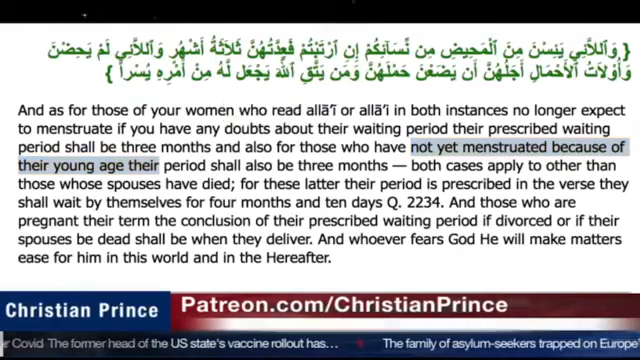 { وَٱللاَّئِي يَئِسْنَ مِنَ ٱلْمَحِيضِ مِن نِّسَآئِكُمْ إِنِ ٱرْتَبْتُمْ فَعِدَّتُهُنَّ ثَلاَثَةُ أَشْهُرٍ وَٱللاَّئِي لَمْ يَحِضْنَ
وَأُوْلاَتُ ٱلأَحْمَالِ أَجَلُهُنَّ أَن يَضَعْنَ حَمْلَهُنَّ وَمَن يَتَّقِ ٱللَّهَ يَجْعَل لَّهُ مِنْ أَمْرِهِ يُسْراً }
And as for those of your women who read allā'ī or allā'i in both instances no longer expect
to menstruate if you have any doubts about their waiting period their prescribed waiting
period shall be three months and also for those who have not yet menstruated because of
their young age their period shall also be three months — both cases apply to other than
those whose spouses have died; for these latter their period is prescribed in the verse they
shall wait by themselves for four months and ten days Q. 2234. And those who are
pregnant their term the conclusion of their prescribed waiting period if divorced or if their
spouses be dead shall be when they deliver. And whoever fears God He will make matters
ease for him in this world and in the Hereafter.
Christian Prince
Patreon.com/ChristianPrince
r Covid The former head of the US state's vaccine rollout has... The family of asylum-seekers trapped on Europe